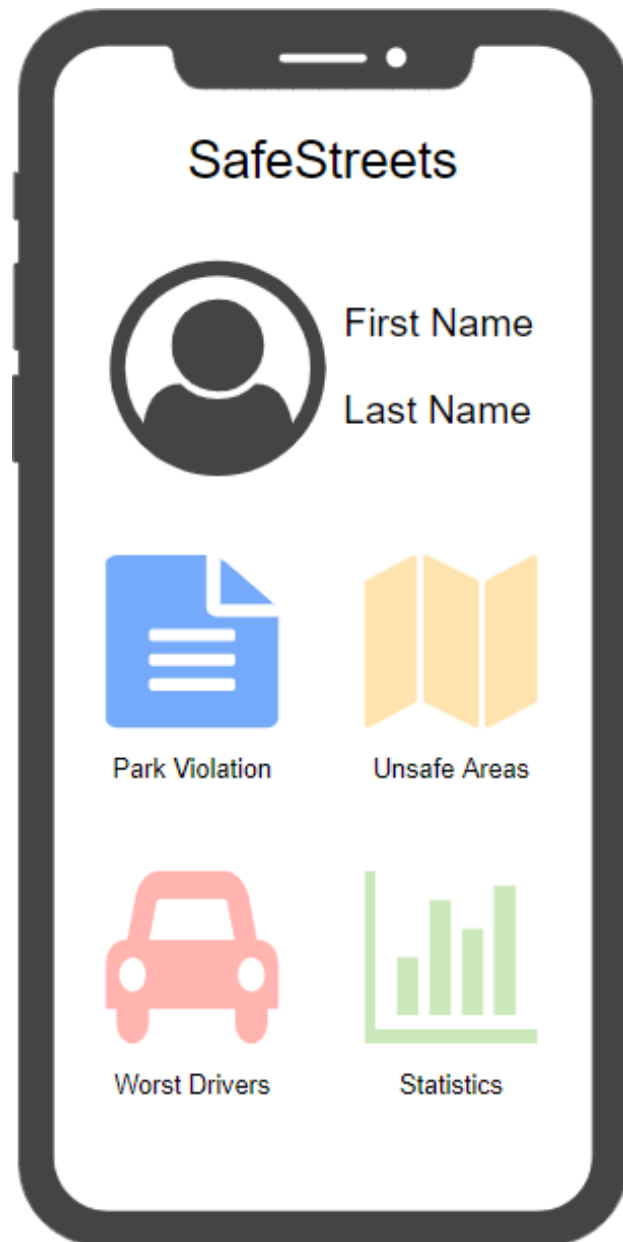 SafeStreets
First Name
Last Name
Park Violation
Unsafe Areas
Worst Drivers
Statistics